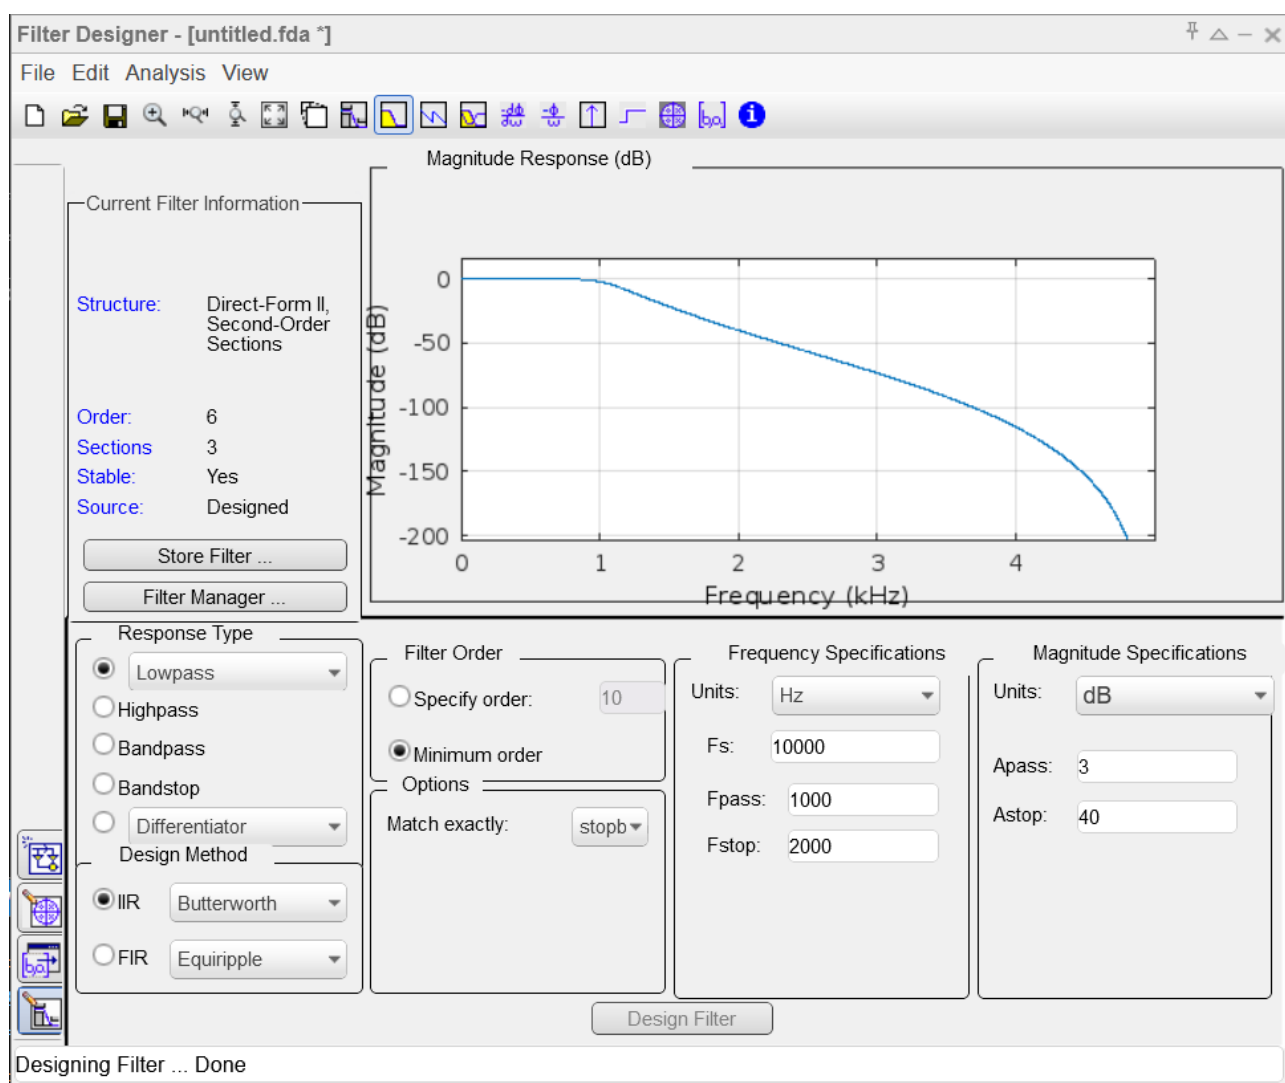 Filter Designer - [untitled.fda *]
File Edit Analysis View
Magnitude Response (dB)
Current Filter Information
Structure: Direct-Form II,
Second-Order
Sections
Order: 6
Sections 3
Stable: Yes
Source: Designed
Store Filter ...
Filter Manager ...
Magnitude (dB)
0
-50
-100
-150
-200
0 1 2 3 4
Frequency (kHz)
Response Type
Lowpass
Highpass
Bandpass
Bandstop
Differentiator
Design Method
IIR Butterworth
FIR Equiripple
Filter Order
Specify order: 10
Minimum order
Options
Match exactly: stopb
Frequency Specifications
Units: Hz
Fs: 10000
Fpass: 1000
Fstop: 2000
Magnitude Specifications
Units: dB
Apass: 3
Astop: 40
Design Filter
Designing Filter ... Done